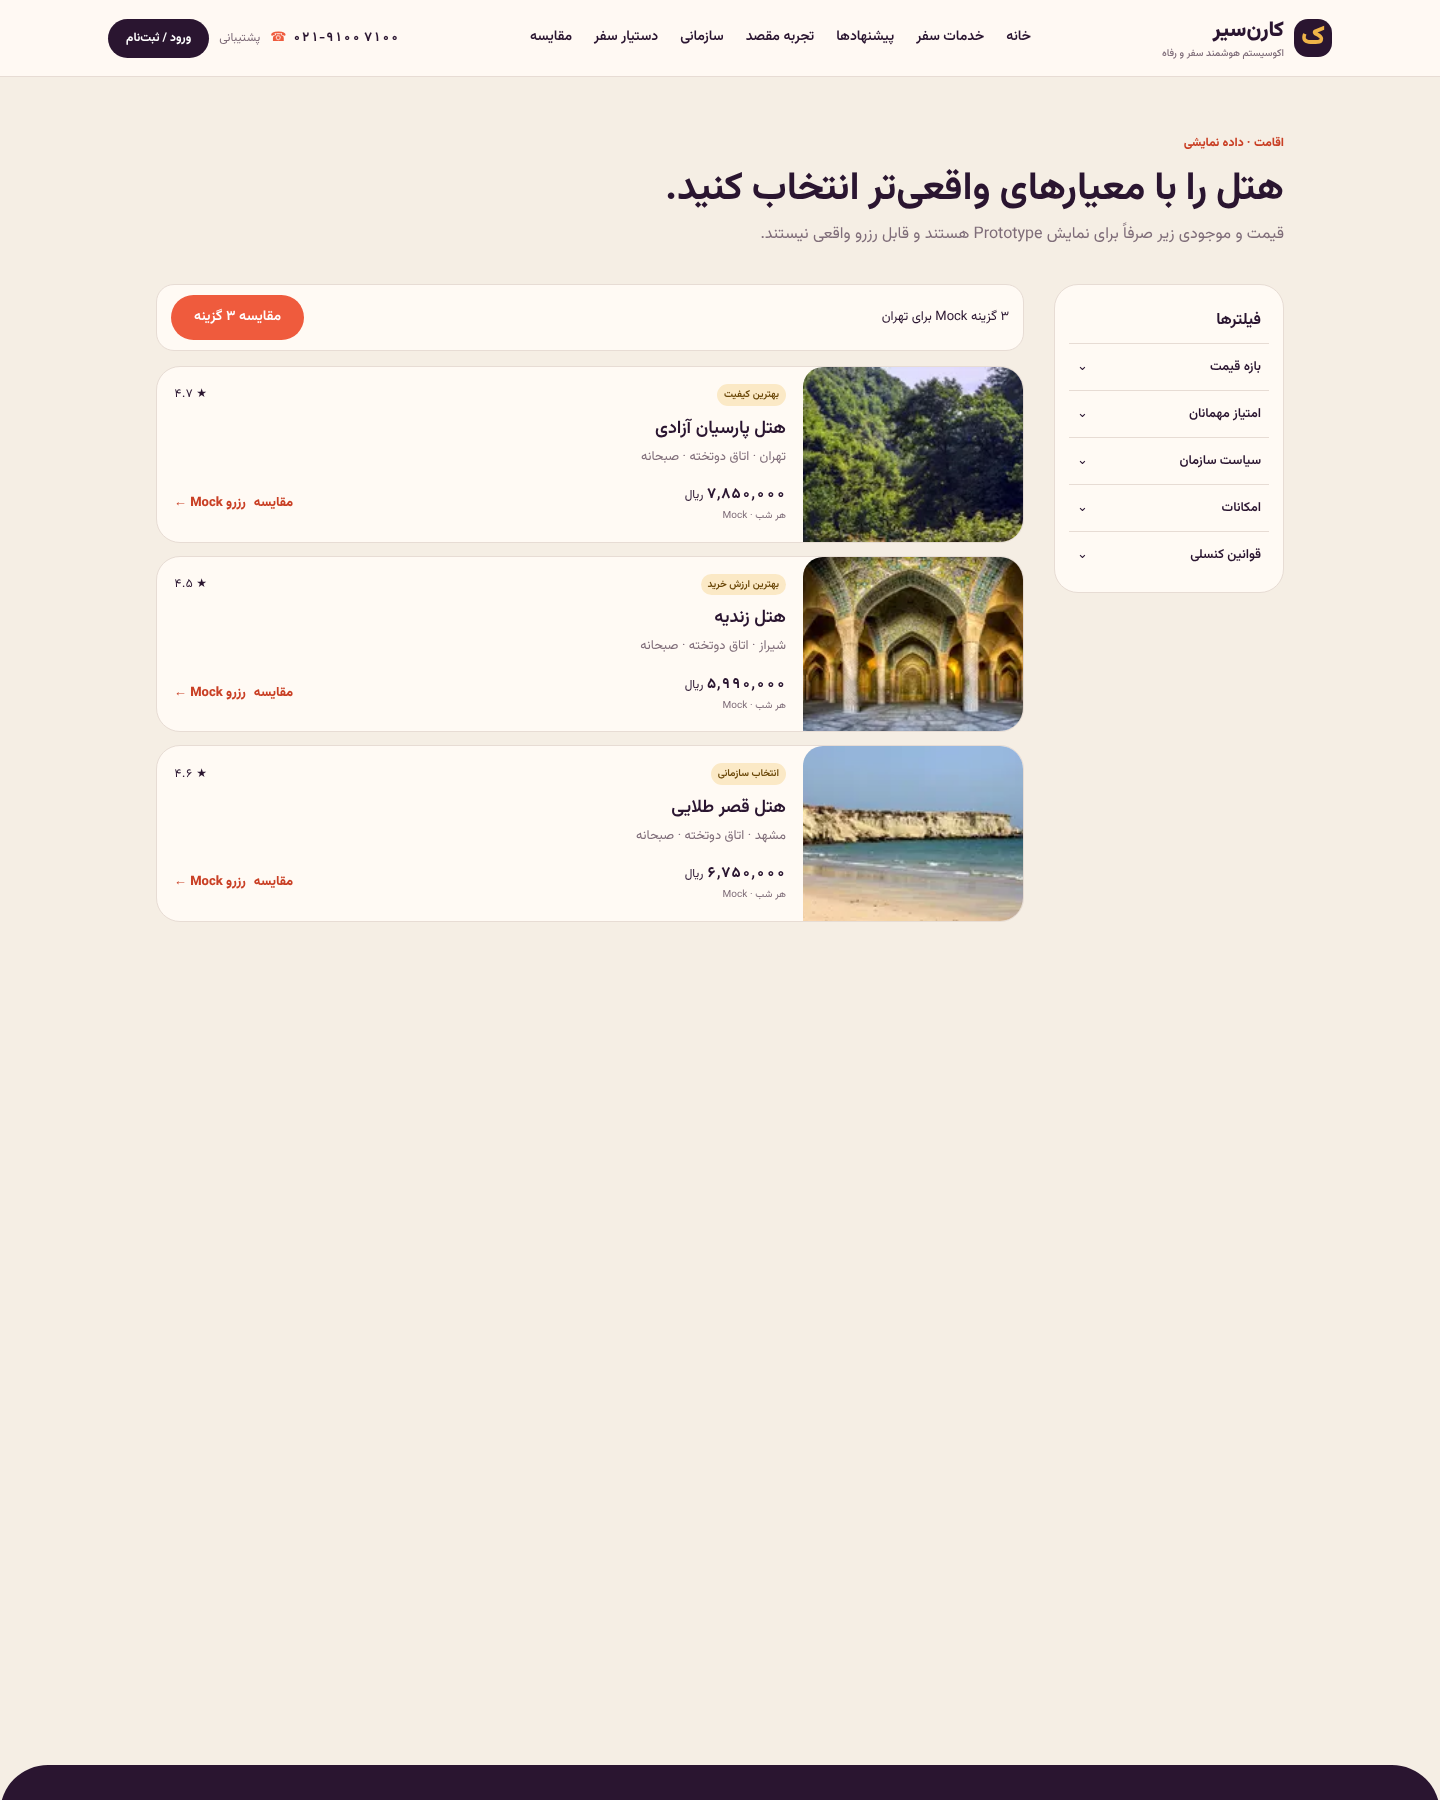 ک
کارن‌سیر
اکوسیستم هوشمند سفر و رفاه
خانه
خدمات سفر
پیشنهادها
تجربه مقصد
سازمانی
دستیار سفر
مقایسه
۰۲۱-۹۱۰۰ ۷۱۰۰ ☎ پشتیبانی
ورود / ثبت‌نام
اقامت · داده نمایشی
هتل را با معیارهای واقعی‌تر انتخاب کنید.
قیمت و موجودی زیر صرفاً برای نمایش Prototype هستند و قابل رزرو واقعی نیستند.
فیلترها
بازه قیمت
امتیاز مهمانان
سیاست سازمان
امکانات
قوانین کنسلی
۳ گزینه Mock برای تهران
مقایسه ۳ گزینه
بهترین کیفیت
★ ۴.۷
هتل پارسیان آزادی
تهران · اتاق دوتخته · صبحانه
۷,۸۵۰,۰۰۰ ریال
هر شب · Mock
مقایسه رزرو Mock ←
بهترین ارزش خرید
★ ۴.۵
هتل زندیه
شیراز · اتاق دوتخته · صبحانه
۵,۹۹۰,۰۰۰ ریال
هر شب · Mock
مقایسه رزرو Mock ←
انتخاب سازمانی
★ ۴.۶
هتل قصر طلایی
مشهد · اتاق دوتخته · صبحانه
۶,۷۵۰,۰۰۰ ریال
هر شب · Mock
مقایسه رزرو Mock ←